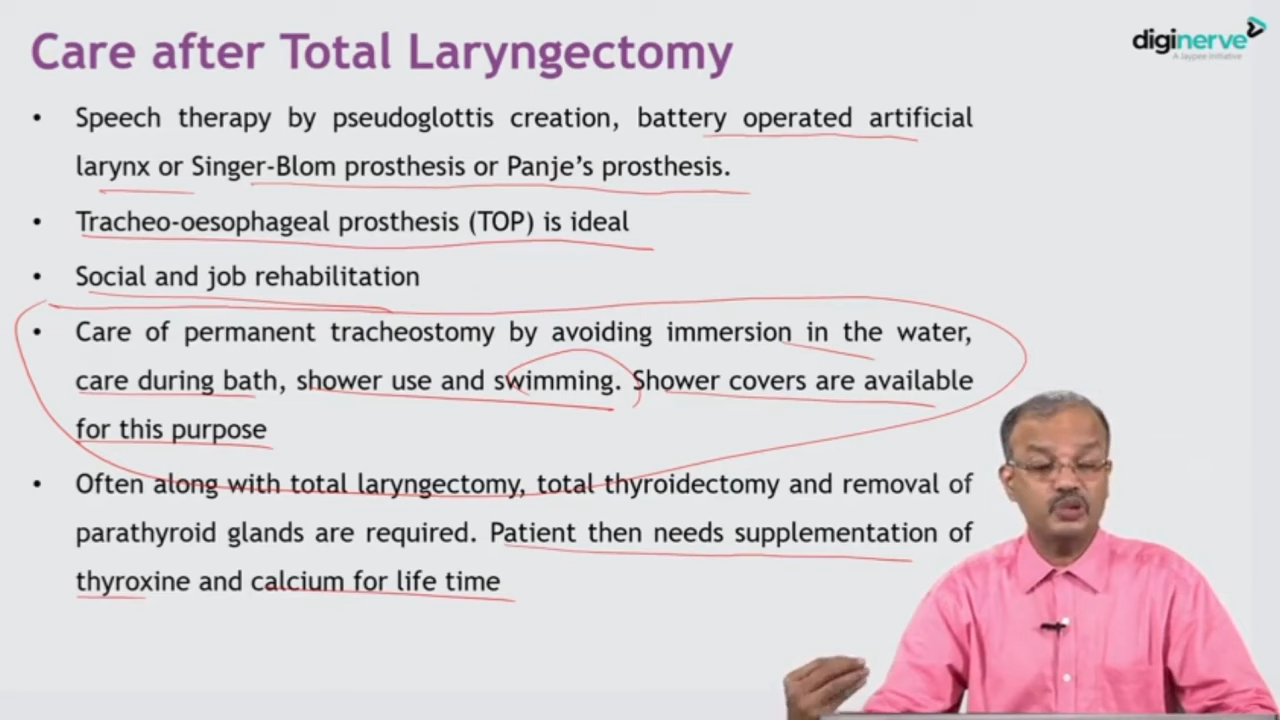 Care after Total Laryngectomy
diginerve
A Jaypee Initiative
• Speech therapy by pseudoglottis creation, battery operated artificial
larynx or Singer-Blom prosthesis or Panje’s prosthesis.
• Tracheo-oesophageal prosthesis (TOP) is ideal
• Social and job rehabilitation
• Care of permanent tracheostomy by avoiding immersion in the water,
care during bath, shower use and swimming. Shower covers are available
for this purpose
• Often along with total laryngectomy, total thyroidectomy and removal of
parathyroid glands are required. Patient then needs supplementation of
thyroxine and calcium for life time